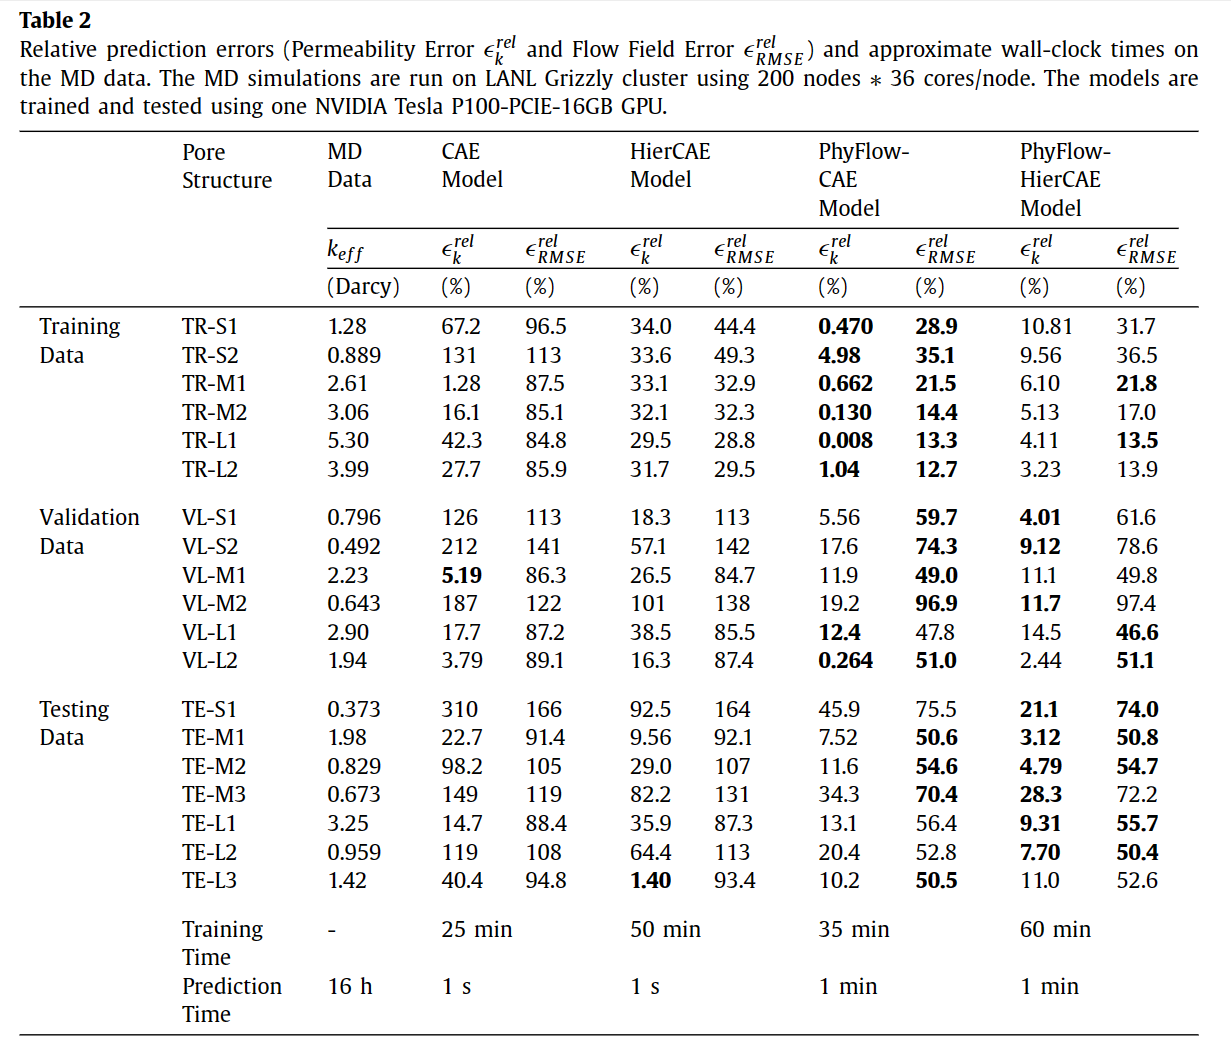 Table 2
Relative prediction errors (Permeability Error ϵ_k^rel and Flow Field Error ϵ_RMSE^rel) and approximate wall-clock times on
the MD data. The MD simulations are run on LANL Grizzly cluster using 200 nodes ∗ 36 cores/node. The models are
trained and tested using one NVIDIA Tesla P100-PCIE-16GB GPU.
Pore MD CAE HierCAE PhyFlow- PhyFlow-
Structure Data Model Model CAE HierCAE
Model Model
k_eff ϵ_k^rel ϵ_RMSE^rel ϵ_k^rel ϵ_RMSE^rel ϵ_k^rel ϵ_RMSE^rel ϵ_k^rel ϵ_RMSE^rel
(Darcy) (%) (%) (%) (%) (%) (%) (%) (%)
Training TR-S1 1.28 67.2 96.5 34.0 44.4 0.470 28.9 10.81 31.7
Data TR-S2 0.889 131 113 33.6 49.3 4.98 35.1 9.56 36.5
TR-M1 2.61 1.28 87.5 33.1 32.9 0.662 21.5 6.10 21.8
TR-M2 3.06 16.1 85.1 32.1 32.3 0.130 14.4 5.13 17.0
TR-L1 5.30 42.3 84.8 29.5 28.8 0.008 13.3 4.11 13.5
TR-L2 3.99 27.7 85.9 31.7 29.5 1.04 12.7 3.23 13.9
Validation VL-S1 0.796 126 113 18.3 113 5.56 59.7 4.01 61.6
Data VL-S2 0.492 212 141 57.1 142 17.6 74.3 9.12 78.6
VL-M1 2.23 5.19 86.3 26.5 84.7 11.9 49.0 11.1 49.8
VL-M2 0.643 187 122 101 138 19.2 96.9 11.7 97.4
VL-L1 2.90 17.7 87.2 38.5 85.5 12.4 47.8 14.5 46.6
VL-L2 1.94 3.79 89.1 16.3 87.4 0.264 51.0 2.44 51.1
Testing TE-S1 0.373 310 166 92.5 164 45.9 75.5 21.1 74.0
Data TE-M1 1.98 22.7 91.4 9.56 92.1 7.52 50.6 3.12 50.8
TE-M2 0.829 98.2 105 29.0 107 11.6 54.6 4.79 54.7
TE-M3 0.673 149 119 82.2 131 34.3 70.4 28.3 72.2
TE-L1 3.25 14.7 88.4 35.9 87.3 13.1 56.4 9.31 55.7
TE-L2 0.959 119 108 64.4 113 20.4 52.8 7.70 50.4
TE-L3 1.42 40.4 94.8 1.40 93.4 10.2 50.5 11.0 52.6
Training - 25 min 50 min 35 min 60 min
Time
Prediction 16 h 1 s 1 s 1 min 1 min
Time